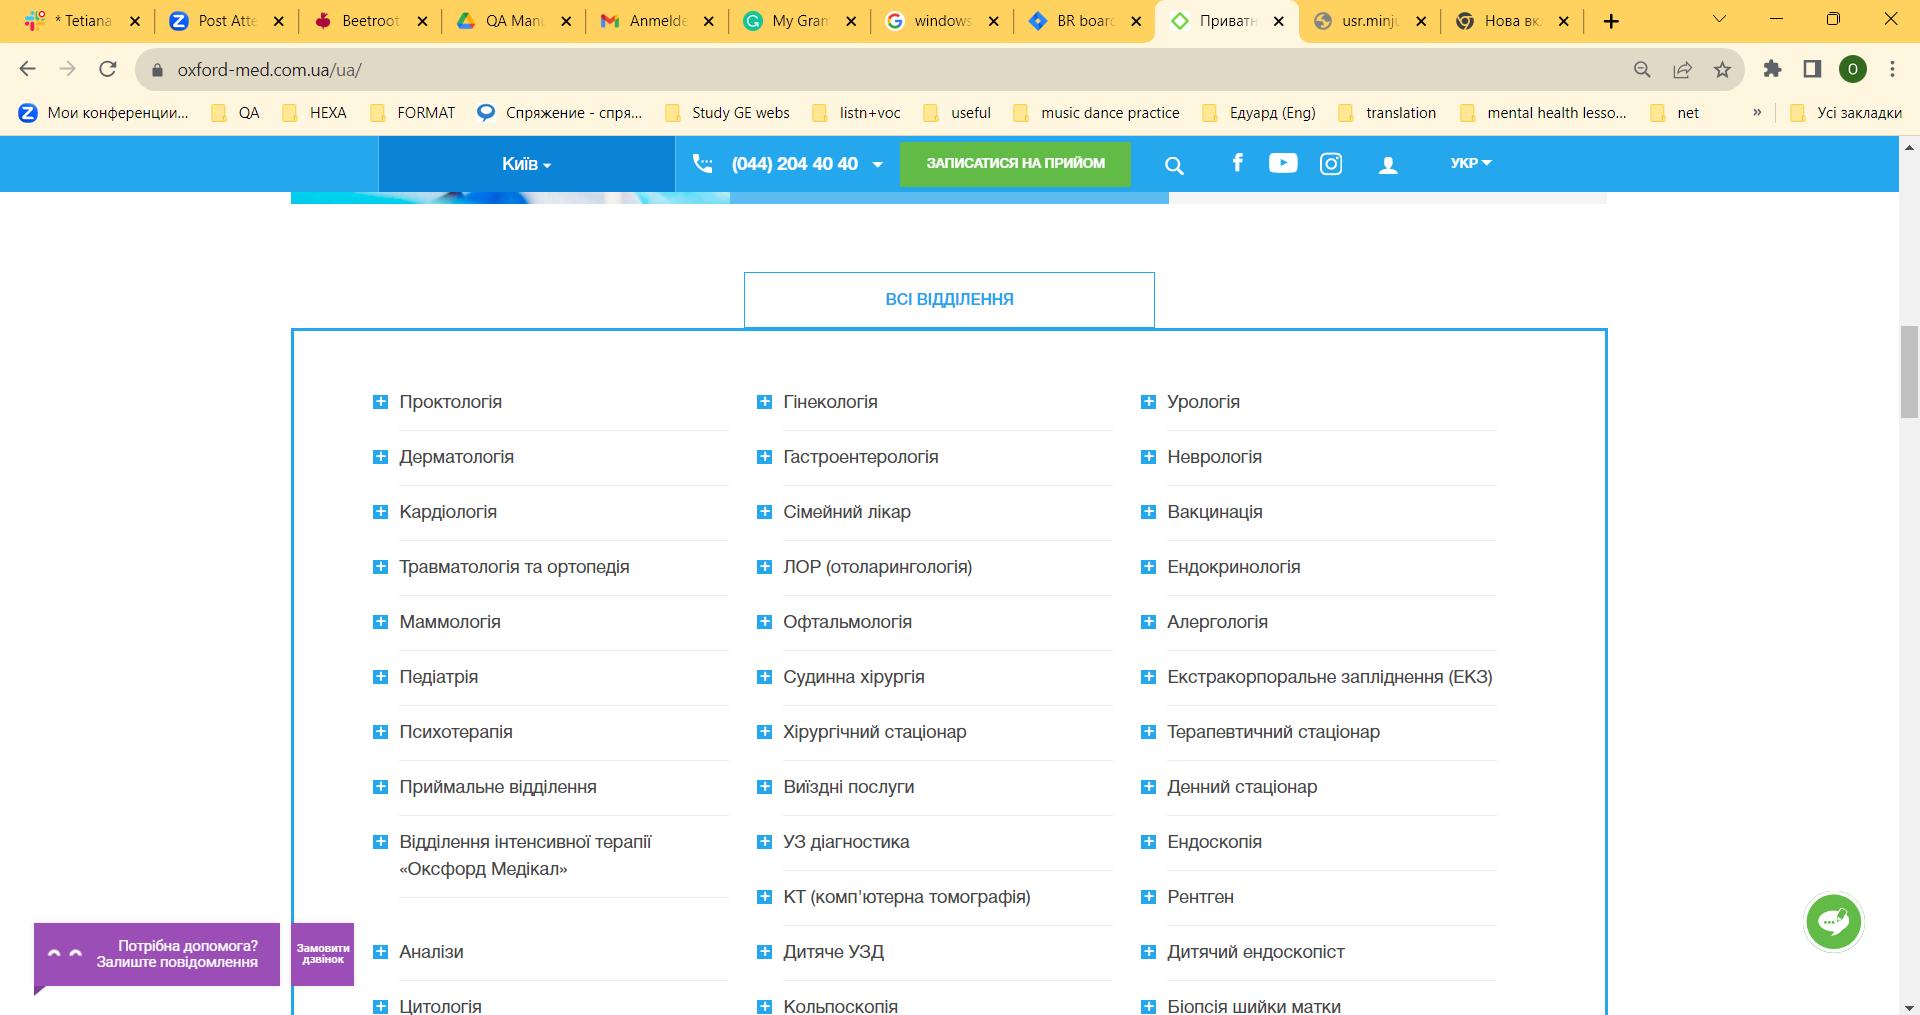 * Tetiana
Post Atte
Beetroot
QA Manu
Anmelde
My Gram
windows
BR board
Приватн
usr.minju
Нова вкл
oxford-med.com.ua/ua/
O
Мои конференции...
QA
HEXA
FORMAT
Спряжение - спря...
Study GE webs
listn+voc
useful
music dance practice
Едуард (Eng)
translation
mental health lesso...
net
»
Усі закладки
Київ
(044) 204 40 40
ЗАПИСАТИСЯ НА ПРИЙОМ
УКР
ВСІ ВІДДІЛЕННЯ
Проктологія
Гінекологія
Урологія
Дерматологія
Гастроентерологія
Неврологія
Кардіологія
Сімейний лікар
Вакцинація
Травматологія та ортопедія
ЛОР (отоларингологія)
Ендокринологія
Маммологія
Офтальмологія
Алергологія
Педіатрія
Судинна хірургія
Екстракорпоральне запліднення (ЕКЗ)
Психотерапія
Хірургічний стаціонар
Терапевтичний стаціонар
Приймальне відділення
Виїздні послуги
Денний стаціонар
Відділення інтенсивної терапії
«Оксфорд Медікал»
УЗ діагностика
Ендоскопія
КТ (комп'ютерна томографія)
Рентген
Аналізи
Дитяче УЗД
Дитячий ендоскопіст
Цитологія
Кольпоскопія
Біопсія шийки матки
Потрібна допомога?
Залиште повідомлення
Замовити
дзвінок